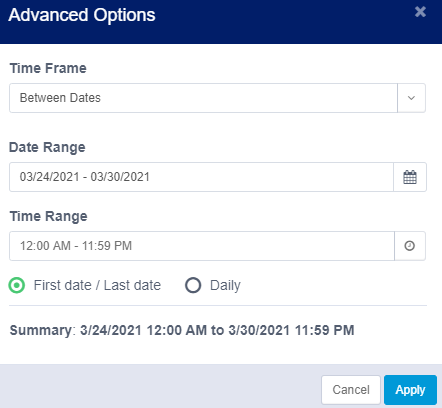 Advanced Options
Time Frame
Between Dates
Date Range
03/24/2021 - 03/30/2021
Time Range
12:00 AM - 11:59 PM
First date / Last date Daily
Summary: 3/24/2021 12:00 AM to 3/30/2021 11:59 PM
Cancel Apply